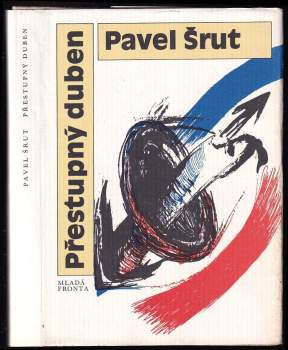 PAVEL ŠRUT PŘESTUPNÝ DUBEN
Přestupný duben
Pavel Šrut
MLADÁ
FRONTA